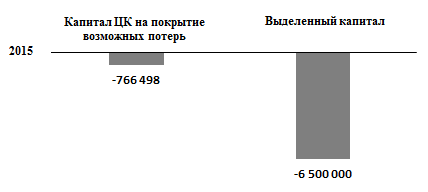 Капитал ЦК на покрытие
возможных потерь
Выделенный капитал
2015
-766 498
-6 500 000